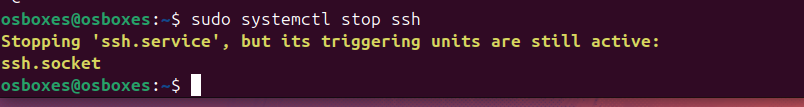 osboxes@osboxes:~$ sudo systemctl stop ssh
Stopping 'ssh.service', but its triggering units are still active:
ssh.socket
osboxes@osboxes:~$